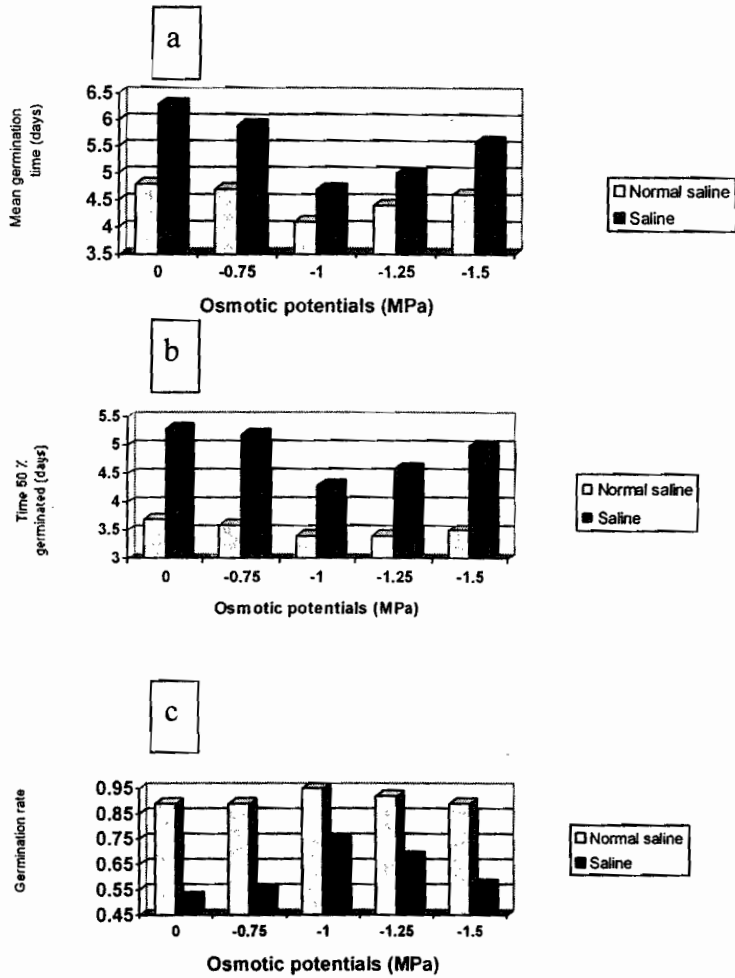 a
Mean germination
time (days)
6.5
6
5.5
5
4.5
4
3.5
0 -0.75 -1 -1.25 -1.5
Osmotic potentials (MPa)
Normal saline
Saline
b
Time 50 %
germinated (days)
5.5
5
4.5
4
3.5
3
0 -0.75 -1 -1.25 -1.5
Osmotic potentials (MPa)
Normal saline
Saline
c
Germination rate
0.95
0.85
0.75
0.65
0.55
0.45
0 -0.75 -1 -1.25 -1.5
Osmotic potentials (MPa)
Normal saline
Saline